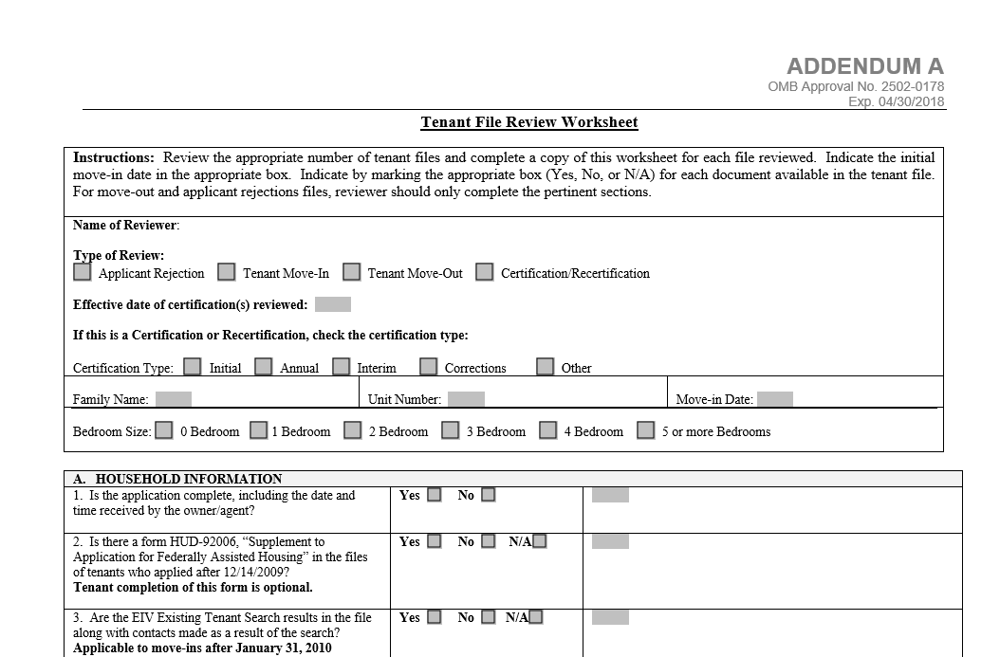 ADDENDUM A
OMB Approval No. 2502-0178
Exp. 04/30/2018
Tenant File Review Worksheet
Instructions: Review the appropriate number of tenant files and complete a copy of this worksheet for each file reviewed. Indicate the initial
move-in date in the appropriate box. Indicate by marking the appropriate box (Yes, No, or N/A) for each document available in the tenant file.
For move-out and applicant rejections files, reviewer should only complete the pertinent sections.
Name of Reviewer:
Type of Review:
Applicant Rejection Tenant Move-In Tenant Move-Out Certification/Recertification
Effective date of certification(s) reviewed:
If this is a Certification or Recertification, check the certification type:
Certification Type: Initial Annual Interim Corrections Other
Family Name: Unit Number: Move-in Date:
Bedroom Size: 0 Bedroom 1 Bedroom 2 Bedroom 3 Bedroom 4 Bedroom 5 or more Bedrooms
A. HOUSEHOLD INFORMATION
1. Is the application complete, including the date and
time received by the owner/agent?
Yes No
2. Is there a form HUD-92006, “Supplement to
Application for Federally Assisted Housing” in the files
of tenants who applied after 12/14/2009?
Tenant completion of this form is optional.
Yes No N/A
3. Are the EIV Existing Tenant Search results in the file
along with contacts made as a result of the search?
Applicable to move-ins after January 31, 2010
Yes No N/A